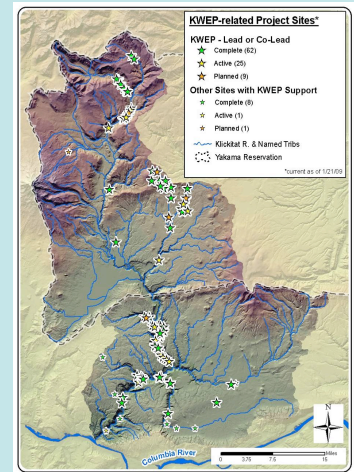 KWEP-related Project Sites*
KWEP - Lead or Co-Lead
Complete (62)
Active (25)
Planned (9)
Other Sites with KWEP Support
Complete (8)
Active (1)
Planned (1)
Klickitat R. & Named Tribs
Yakama Reservation
*current as of 1/21/09
N
Miles
0 3.75 7.5 15
Columbia River